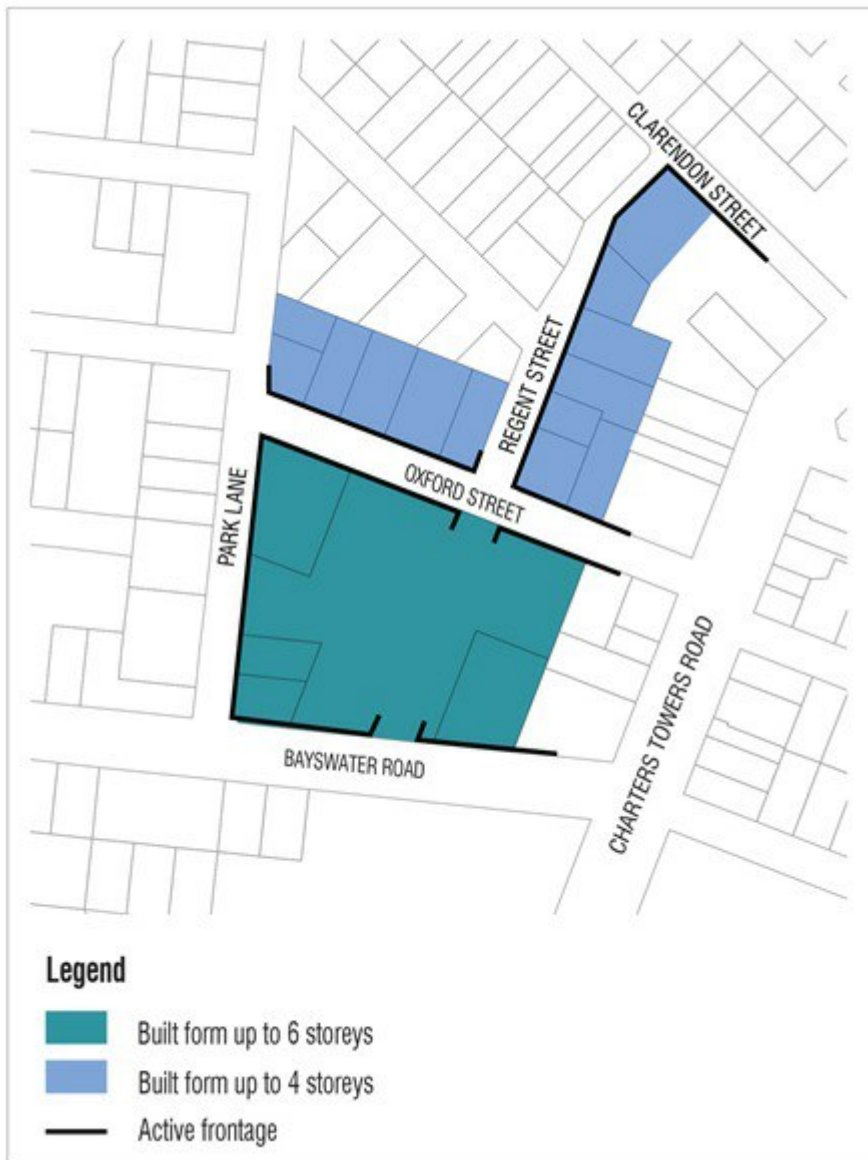 CLARENDON STREET
REGENT STREET
OXFORD STREET
PARK LANE
CHARTERS TOWERS ROAD
BAYSWATER ROAD
Legend
Built form up to 6 storeys
Built form up to 4 storeys
Active frontage